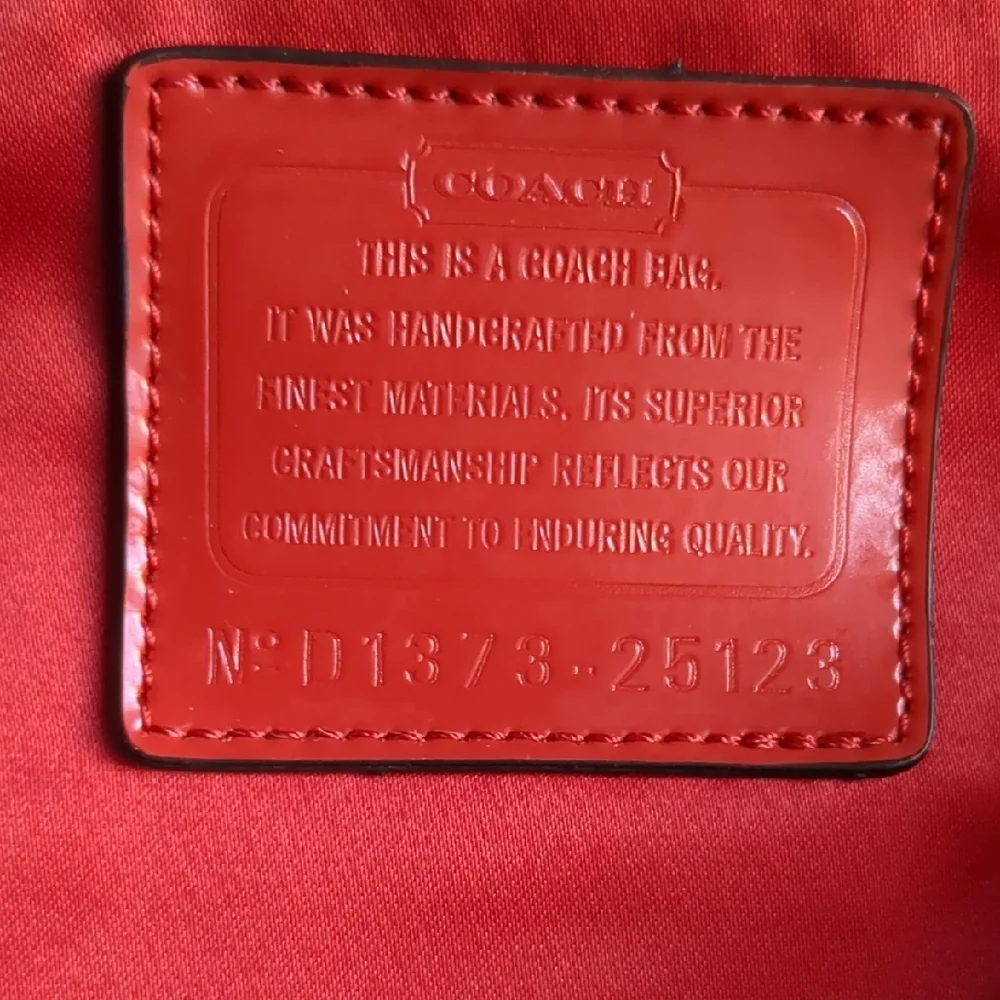 COACH
THIS IS A COACH BAG.
IT WAS HANDCRAFTED FROM THE
FINEST MATERIALS. ITS SUPERIOR
CRAFTSMANSHIP REFLECTS OUR
COMMITMENT TO ENDURING QUALITY.
Nº D1373-25123